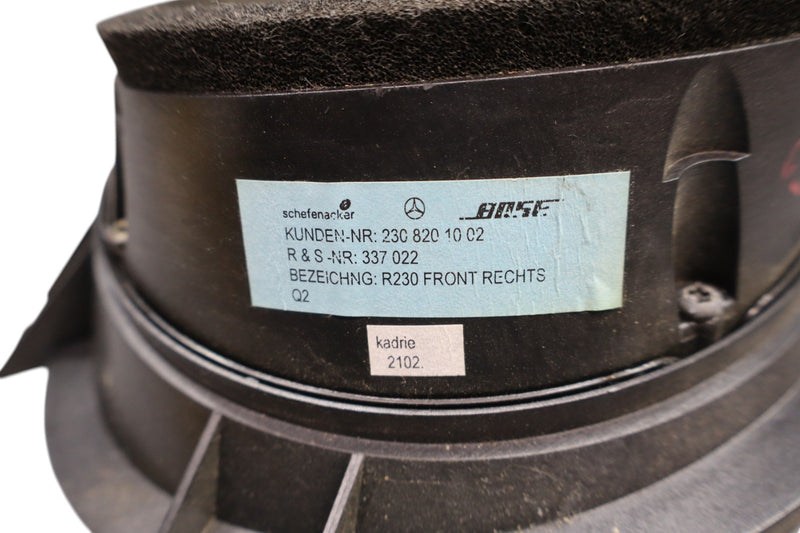 schefenacker BOSE
KUNDEN-NR: 230 820 10 02
R & S -NR: 337 022
BEZEICHNG: R230 FRONT RECHTS
Q2
kadrie
2102.